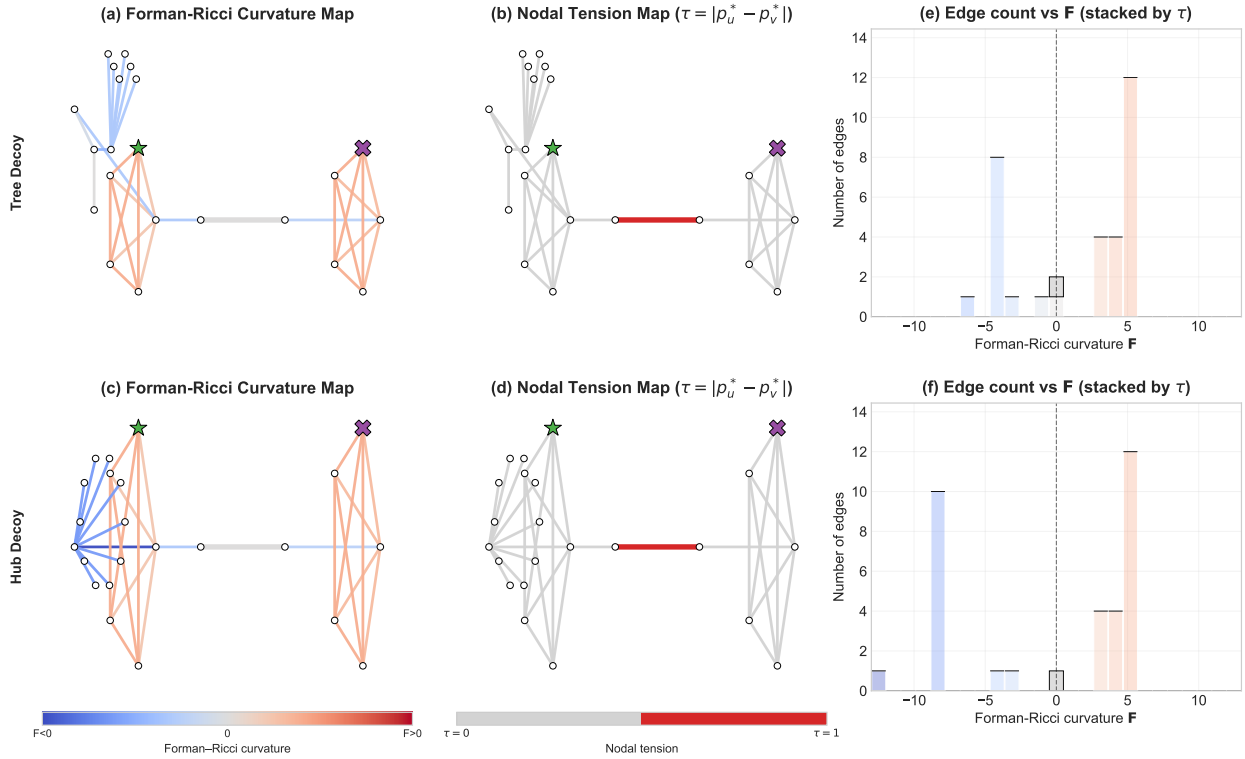 (a) Forman-Ricci Curvature Map
(b) Nodal Tension Map (τ = |p*u − p*v|)
(e) Edge count vs F (stacked by τ)
Tree Decoy
Number of edges
14
12
10
8
6
4
2
0
−10
−5
0
5
10
Forman-Ricci curvature F
(c) Forman-Ricci Curvature Map
(d) Nodal Tension Map (τ = |p*u − p*v|)
(f) Edge count vs F (stacked by τ)
Hub Decoy
Number of edges
14
12
10
8
6
4
2
0
−10
−5
0
5
10
Forman-Ricci curvature F
F<0
0
F>0
Forman–Ricci curvature
τ = 0
τ = 1
Nodal tension